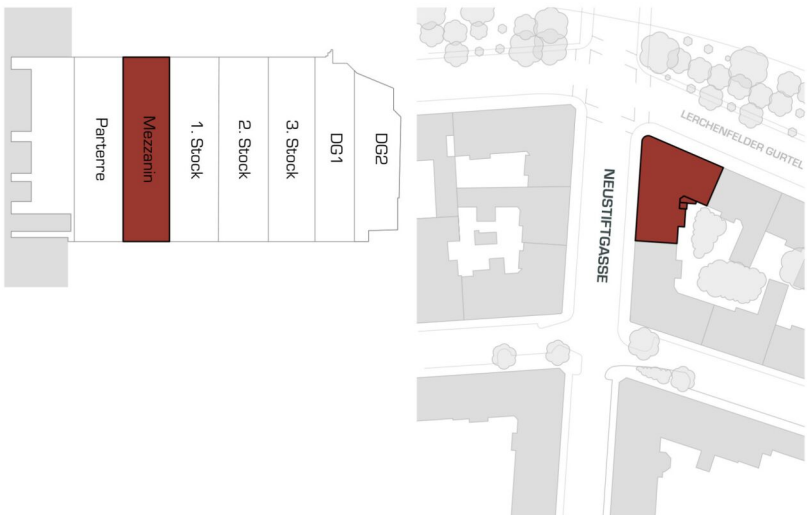 Parterre
Mezzanin
1. Stock
2. Stock
3. Stock
DG1
DG2
LERCHENFELDER GÜRTEL
NEUSTIFTGASSE